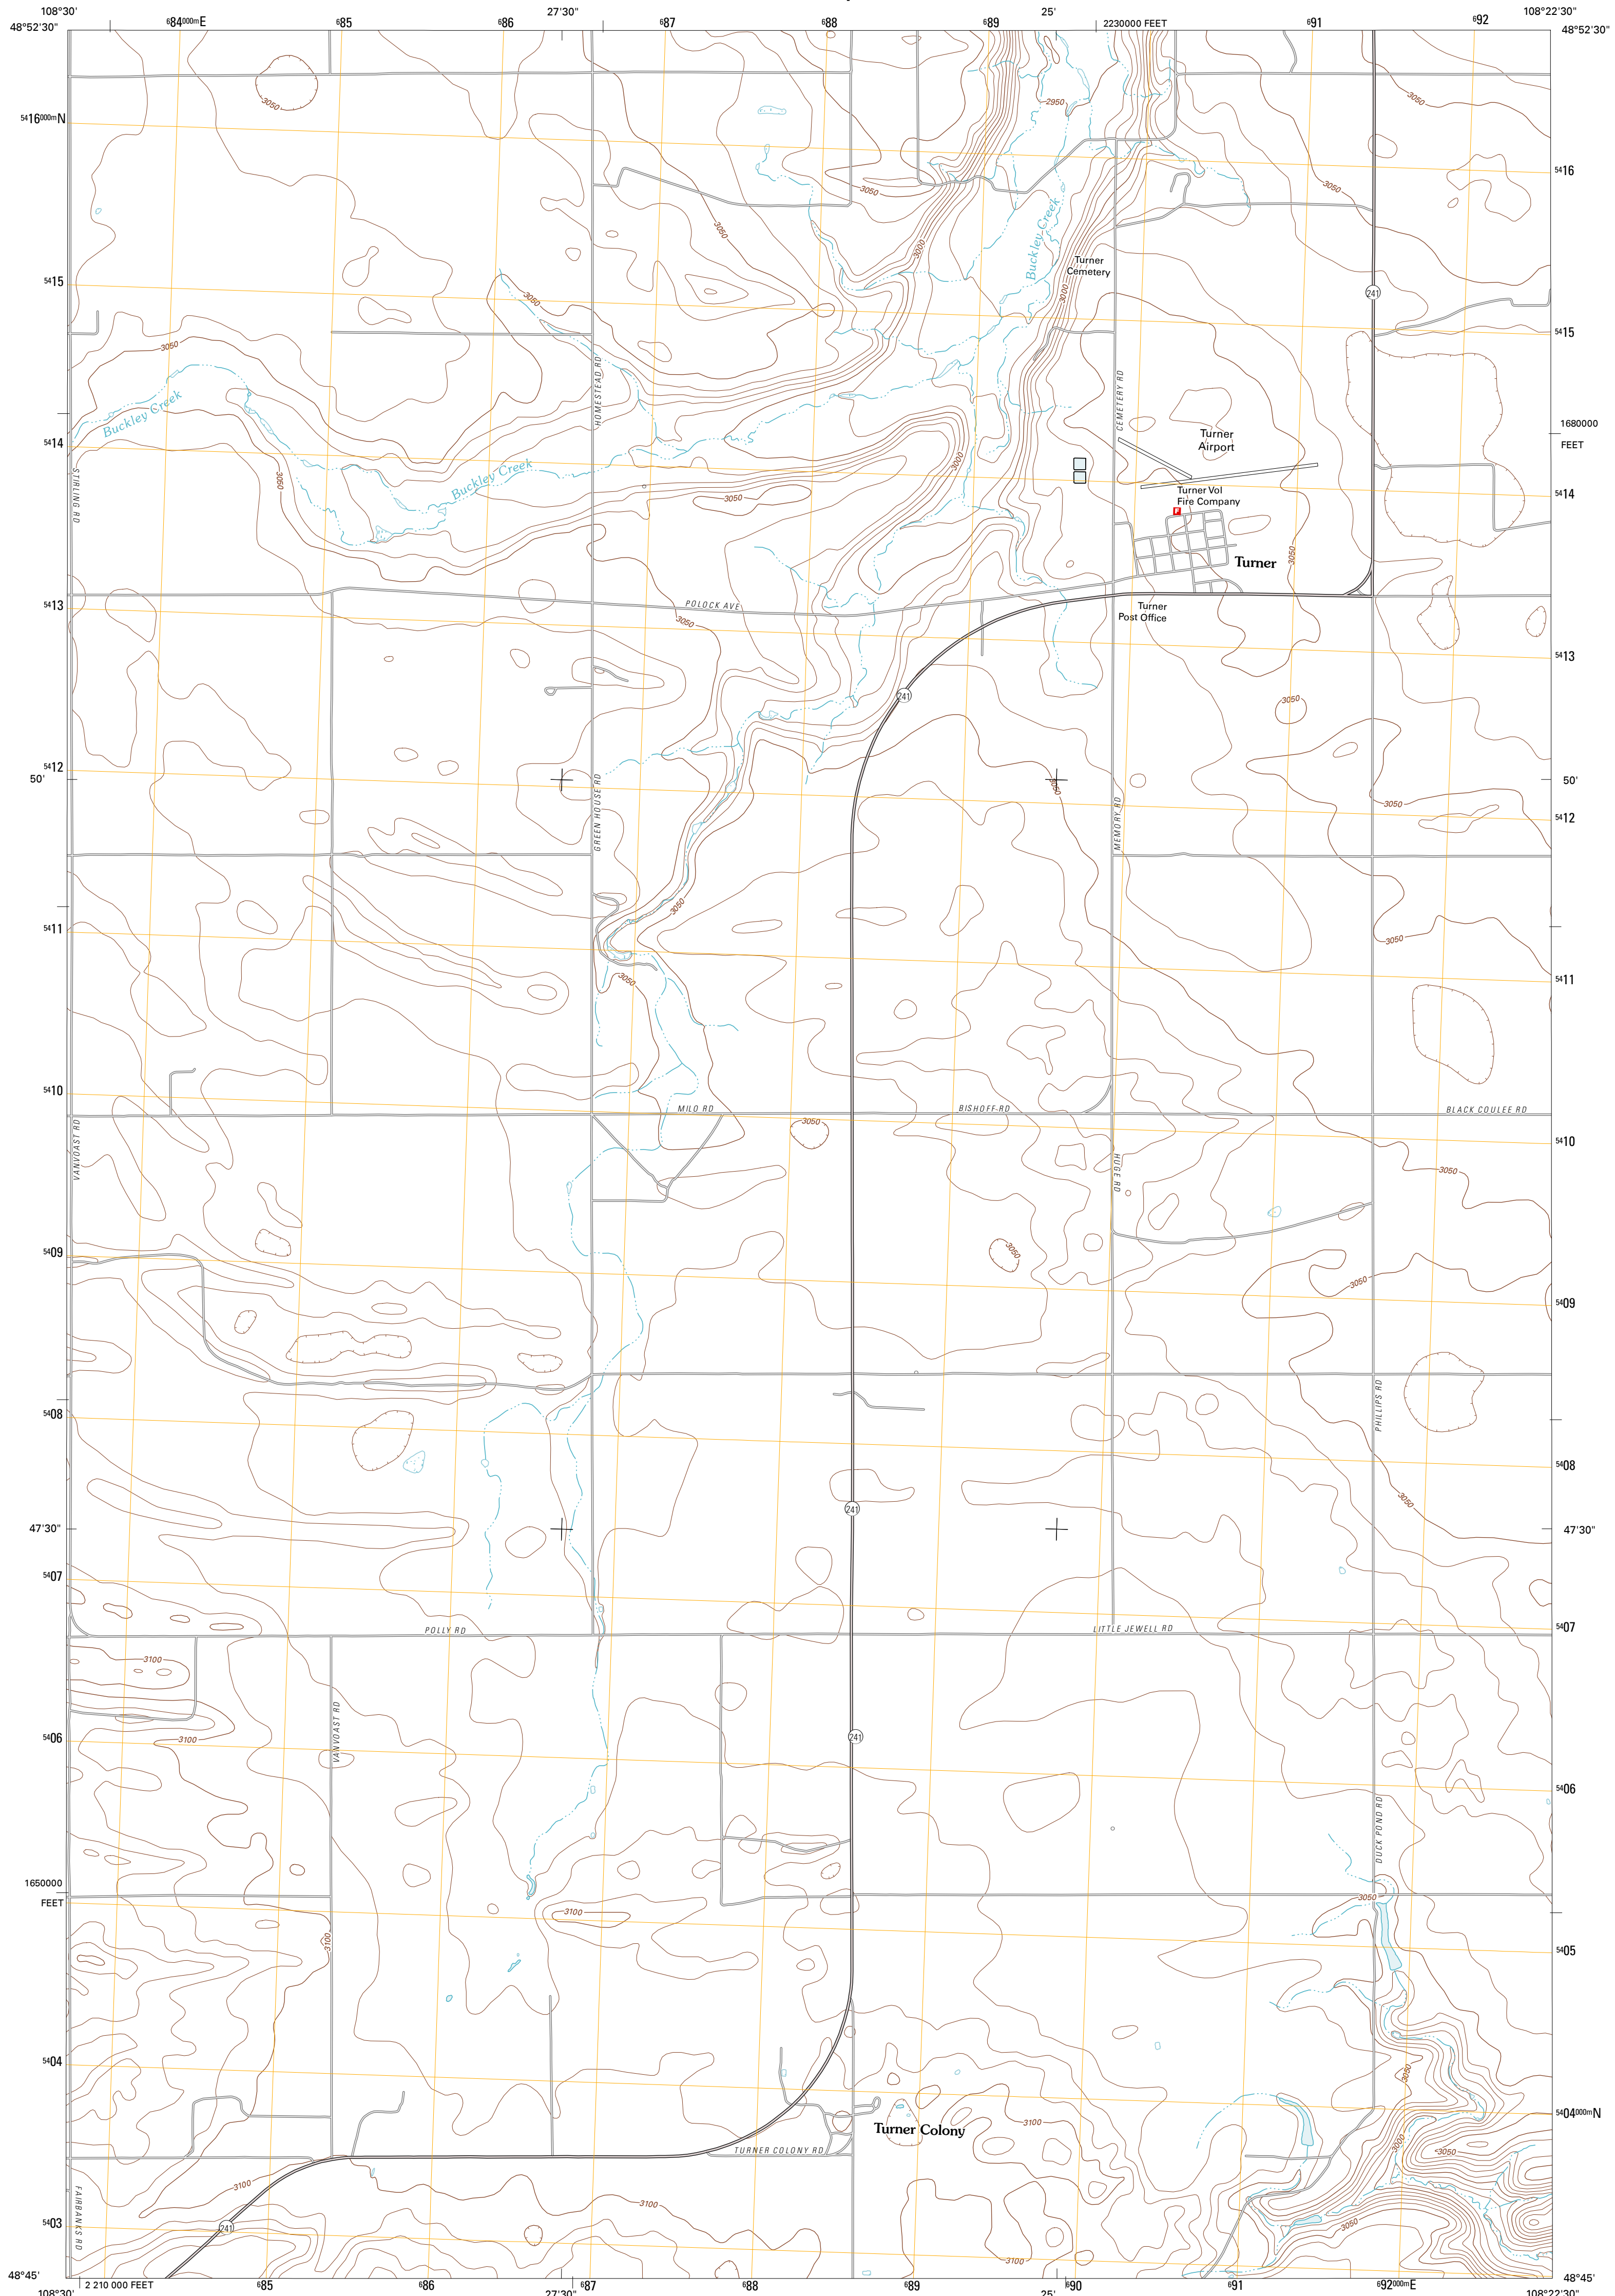 108°30'
⁶84⁰⁰⁰ᵐE
⁶85
⁶86
27'30"
⁶87
⁶88
⁶89
25'
2230000 FEET
⁶91
⁶92
108°22'30"
48°52'30"
48°52'30"
3050
2950
3050
⁵⁴16⁰⁰⁰ᵐN
⁵⁴16
3050
3050
3050
Buckley Creek
3000
Turner
Cemetery
⁵⁴15
3050
3000
241
⁵⁴15
3050
HOMESTEAD RD
CEMETERY RD
Buckley Creek
1680000
FEET
⁵⁴14
Turner
Airport
STIRLING RD
3050
Buckley Creek
3050
3000
Turner Vol
Fire Company
F
⁵⁴14
Turner
3050
⁵⁴13
POLOCK AVE
Turner
Post Office
3050
⁵⁴13
241
3050
⁵⁴12
50'
50'
GREEN HOUSE RD
3050
MEMORY RD
3050
⁵⁴12
3050
⁵⁴11
3050
3050
⁵⁴11
⁵⁴10
MILO RD
BISHOFF RD
BLACK COULEE RD
VANVOAST RD
3050
⁵⁴10
HUGE RD
3050
⁵⁴09
3050
3050
⁵⁴09
PHILLIPS RD
⁵⁴08
⁵⁴08
3050
241
47'30"
47'30"
⁵⁴07
POLLY RD
LITTLE JEWELL RD
⁵⁴07
3100
VANVOAST RD
⁵⁴06
3100
241
⁵⁴06
DUCK POND RD
1650000
FEET
3050
3100
3100
⁵⁴05
⁵⁴04
3050
Turner Colony
3100
⁵⁴04⁰⁰⁰ᵐN
TURNER COLONY RD
3000
3050
FAIRBANKS RD
3100
3100
⁵⁴03
241
3050
3100
48°45'
48°45'
2 210 000 FEET
⁶85
⁶86
⁶87
⁶88
⁶89
⁶90
⁶91
⁶92⁰⁰⁰ᵐE
108°30'
27'30"
25'
108°22'30"